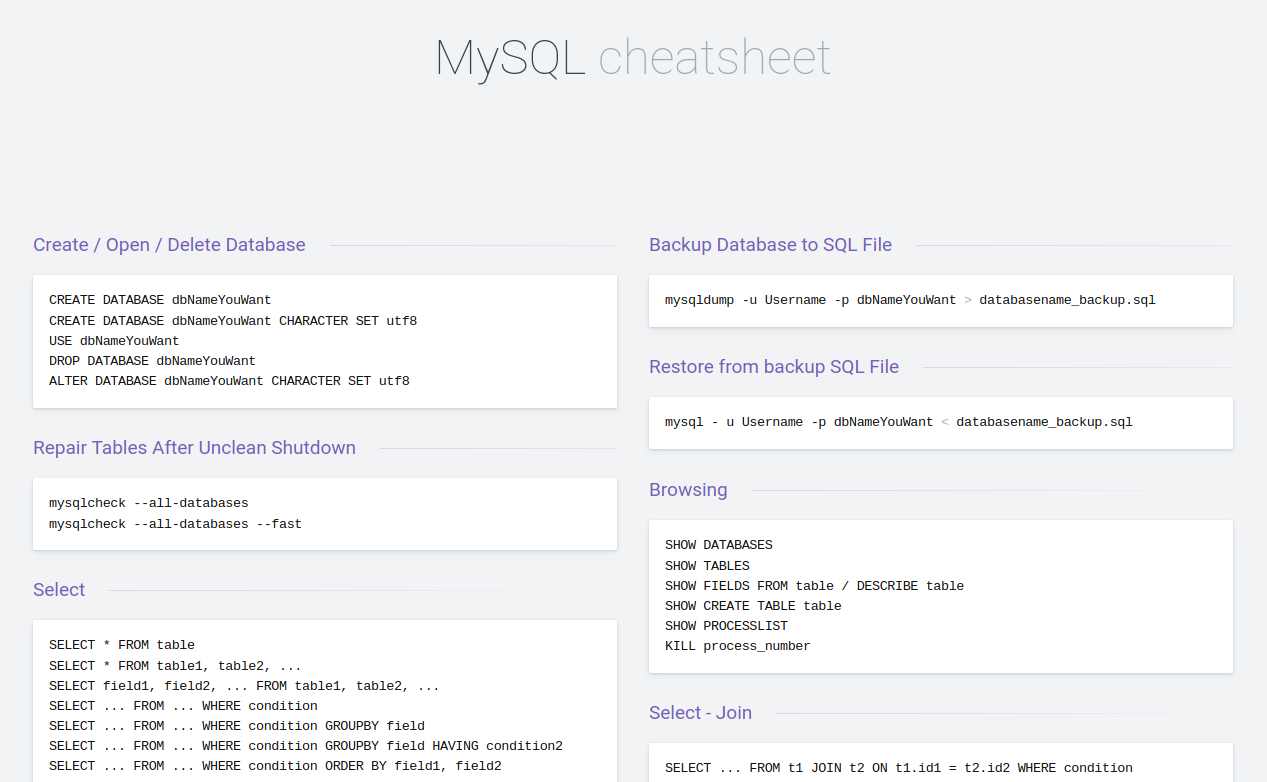 MySQL cheatsheet
Create / Open / Delete Database
CREATE DATABASE dbNameYouWant
CREATE DATABASE dbNameYouWant CHARACTER SET utf8
USE dbNameYouWant
DROP DATABASE dbNameYouWant
ALTER DATABASE dbNameYouWant CHARACTER SET utf8
Repair Tables After Unclean Shutdown
mysqlcheck --all-databases
mysqlcheck --all-databases --fast
Select
SELECT * FROM table
SELECT * FROM table1, table2, ...
SELECT field1, field2, ... FROM table1, table2, ...
SELECT ... FROM ... WHERE condition
SELECT ... FROM ... WHERE condition GROUPBY field
SELECT ... FROM ... WHERE condition GROUPBY field HAVING condition2
SELECT ... FROM ... WHERE condition ORDER BY field1, field2
Backup Database to SQL File
mysqldump -u Username -p dbNameYouWant > databasename_backup.sql
Restore from backup SQL File
mysql - u Username -p dbNameYouWant < databasename_backup.sql
Browsing
SHOW DATABASES
SHOW TABLES
SHOW FIELDS FROM table / DESCRIBE table
SHOW CREATE TABLE table
SHOW PROCESSLIST
KILL process_number
Select - Join
SELECT ... FROM t1 JOIN t2 ON t1.id1 = t2.id2 WHERE condition